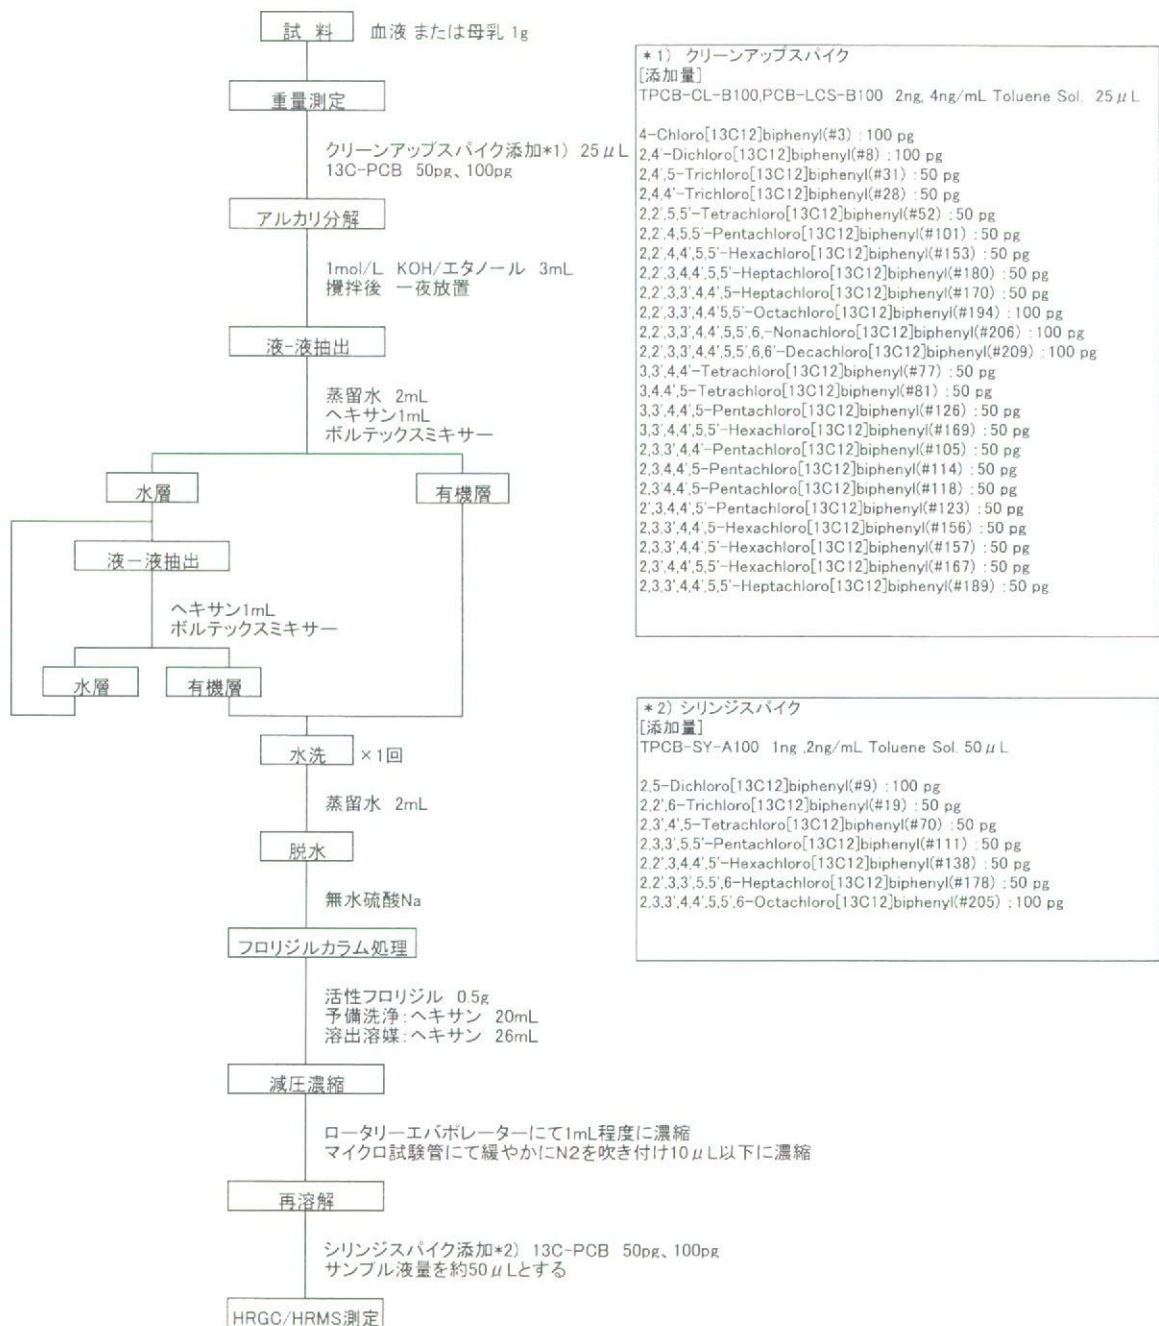 試 料
血液 または母乳 1g
重量測定
クリーンアップスパイク添加*1) 25μL
13C-PCB 50pg、100pg
アルカリ分解
1mol/L KOH/エタノール 3mL
攪拌後 一夜放置
液-液抽出
蒸留水 2mL
ヘキサン1mL
ボルテックスミキサー
水層
有機層
液-液抽出
ヘキサン1mL
ボルテックスミキサー
水層
有機層
水洗
×1回
蒸留水 2mL
脱水
無水硫酸Na
フロリジルカラム処理
活性フロリジル 0.5g
予備洗浄:ヘキサン 20mL
溶出溶媒:ヘキサン 26mL
減圧濃縮
ロータリーエバポレーターにて1mL程度に濃縮
マイクロ試験管にて緩やかにN2を吹き付け10μL以下に濃縮
再溶解
シリンジスパイク添加*2) 13C-PCB 50pg、100pg
サンプル液量を約50μLとする
HRGC/HRMS測定
*1) クリーンアップスパイク
[添加量]
TPCB-CL-B100,PCB-LCS-B100 2ng, 4ng/mL Toluene Sol. 25μL
4-Chloro[13C12]biphenyl(#3) : 100 pg
2,4'-Dichloro[13C12]biphenyl(#8) : 100 pg
2,4',5-Trichloro[13C12]biphenyl(#31) : 50 pg
2,4,4'-Trichloro[13C12]biphenyl(#28) : 50 pg
2,2',5,5'-Tetrachloro[13C12]biphenyl(#52) : 50 pg
2,2',4,5,5'-Pentachloro[13C12]biphenyl(#101) : 50 pg
2,2',4,4',5,5'-Hexachloro[13C12]biphenyl(#153) : 50 pg
2,2',3,4,4',5,5'-Heptachloro[13C12]biphenyl(#180) : 50 pg
2,2',3,3',4,4',5-Heptachloro[13C12]biphenyl(#170) : 50 pg
2,2',3,3',4,4'5,5'-Octachloro[13C12]biphenyl(#194) : 100 pg
2,2',3,3',4,4',5,5',6,-Nonachloro[13C12]biphenyl(#206) : 100 pg
2,2',3,3',4,4',5,5',6,6'-Decachloro[13C12]biphenyl(#209) : 100 pg
3,3',4,4'-Tetrachloro[13C12]biphenyl(#77) : 50 pg
3,4,4',5-Tetrachloro[13C12]biphenyl(#81) : 50 pg
3,3',4,4',5-Pentachloro[13C12]biphenyl(#126) : 50 pg
3,3',4,4',5,5'-Hexachloro[13C12]biphenyl(#169) : 50 pg
2,3,3',4,4'-Pentachloro[13C12]biphenyl(#105) : 50 pg
2,3,4,4',5-Pentachloro[13C12]biphenyl(#114) : 50 pg
2,3'4,4',5-Pentachloro[13C12]biphenyl(#118) : 50 pg
2',3,4,4',5'-Pentachloro[13C12]biphenyl(#123) : 50 pg
2,3,3',4,4',5-Hexachloro[13C12]biphenyl(#156) : 50 pg
2,3,3',4,4',5'-Hexachloro[13C12]biphenyl(#157) : 50 pg
2,3',4,4',5,5'-Hexachloro[13C12]biphenyl(#167) : 50 pg
2,3,3',4,4',5,5'-Heptachloro[13C12]biphenyl(#189) : 50 pg
*2) シリンジスパイク
[添加量]
TPCB-SY-A100 1ng ,2ng/mL Toluene Sol. 50μL
2,5-Dichloro[13C12]biphenyl(#9) : 100 pg
2,2',6-Trichloro[13C12]biphenyl(#19) : 50 pg
2,3',4',5-Tetrachloro[13C12]biphenyl(#70) : 50 pg
2,3,3',5,5'-Pentachloro[13C12]biphenyl(#111) : 50 pg
2,2',3,4,4',5'-Hexachloro[13C12]biphenyl(#138) : 50 pg
2,2',3,3',5,5',6-Heptachloro[13C12]biphenyl(#178) : 50 pg
2,3,3',4,4',5,5',6-Octachloro[13C12]biphenyl(#205) : 100 pg